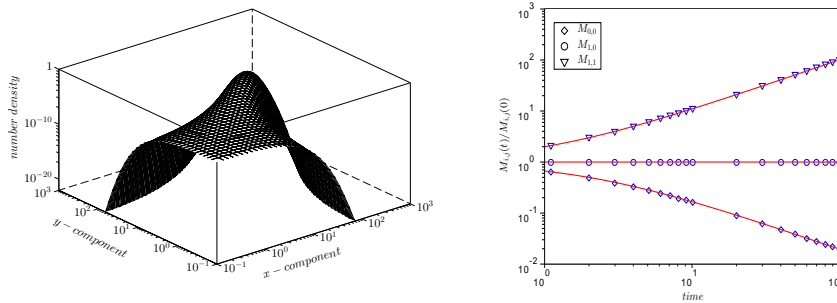 number density
1
10^-10
10^-20
10^3
10^2
10^1
10^0
10^-1
y − component
10^-1
10^0
10^1
10^2
10^3
x − component
M_{i,j}(t)/M_{i,j}(0)
10^3
10^2
10^1
10^0
10^-1
10^-2
M_{0,0}
M_{1,0}
M_{1,1}
10^0
10^1
time